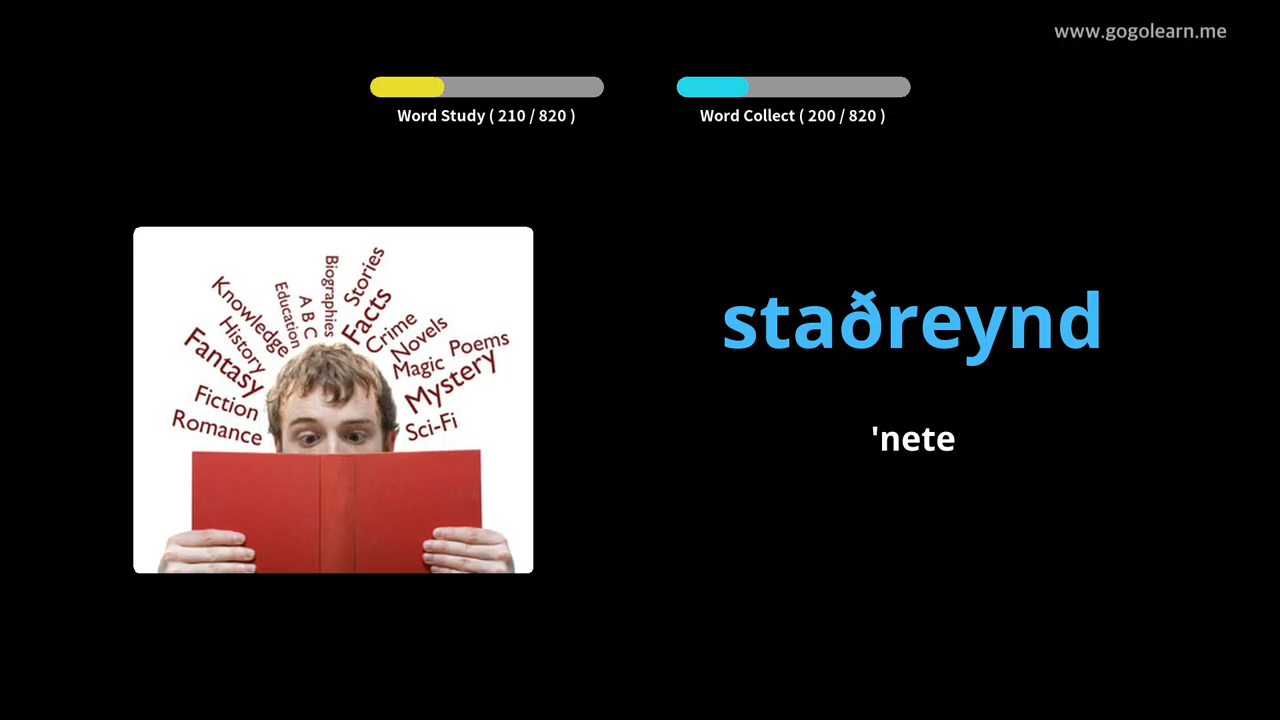 www.gogolearn.me
Word Study ( 210 / 820 )
Word Collect ( 200 / 820 )
Knowledge
Education
A B C
Biographies
Stories
Facts
Crime
Novels
Poems
Magic
Mystery
Sci-Fi
History
Fantasy
Fiction
Romance
staðreynd
'nete